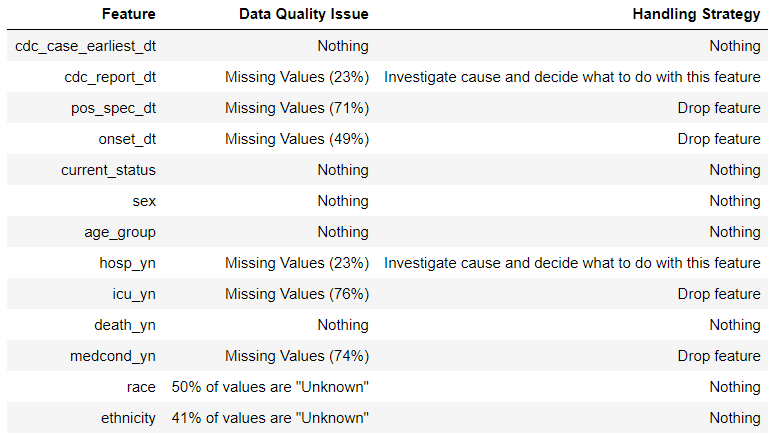 Feature Data Quality Issue Handling Strategy
cdc_case_earliest_dt Nothing Nothing
cdc_report_dt Missing Values (23%) Investigate cause and decide what to do with this feature
pos_spec_dt Missing Values (71%) Drop feature
onset_dt Missing Values (49%) Drop feature
current_status Nothing Nothing
sex Nothing Nothing
age_group Nothing Nothing
hosp_yn Missing Values (23%) Investigate cause and decide what to do with this feature
icu_yn Missing Values (76%) Drop feature
death_yn Nothing Nothing
medcond_yn Missing Values (74%) Drop feature
race 50% of values are "Unknown" Nothing
ethnicity 41% of values are "Unknown" Nothing